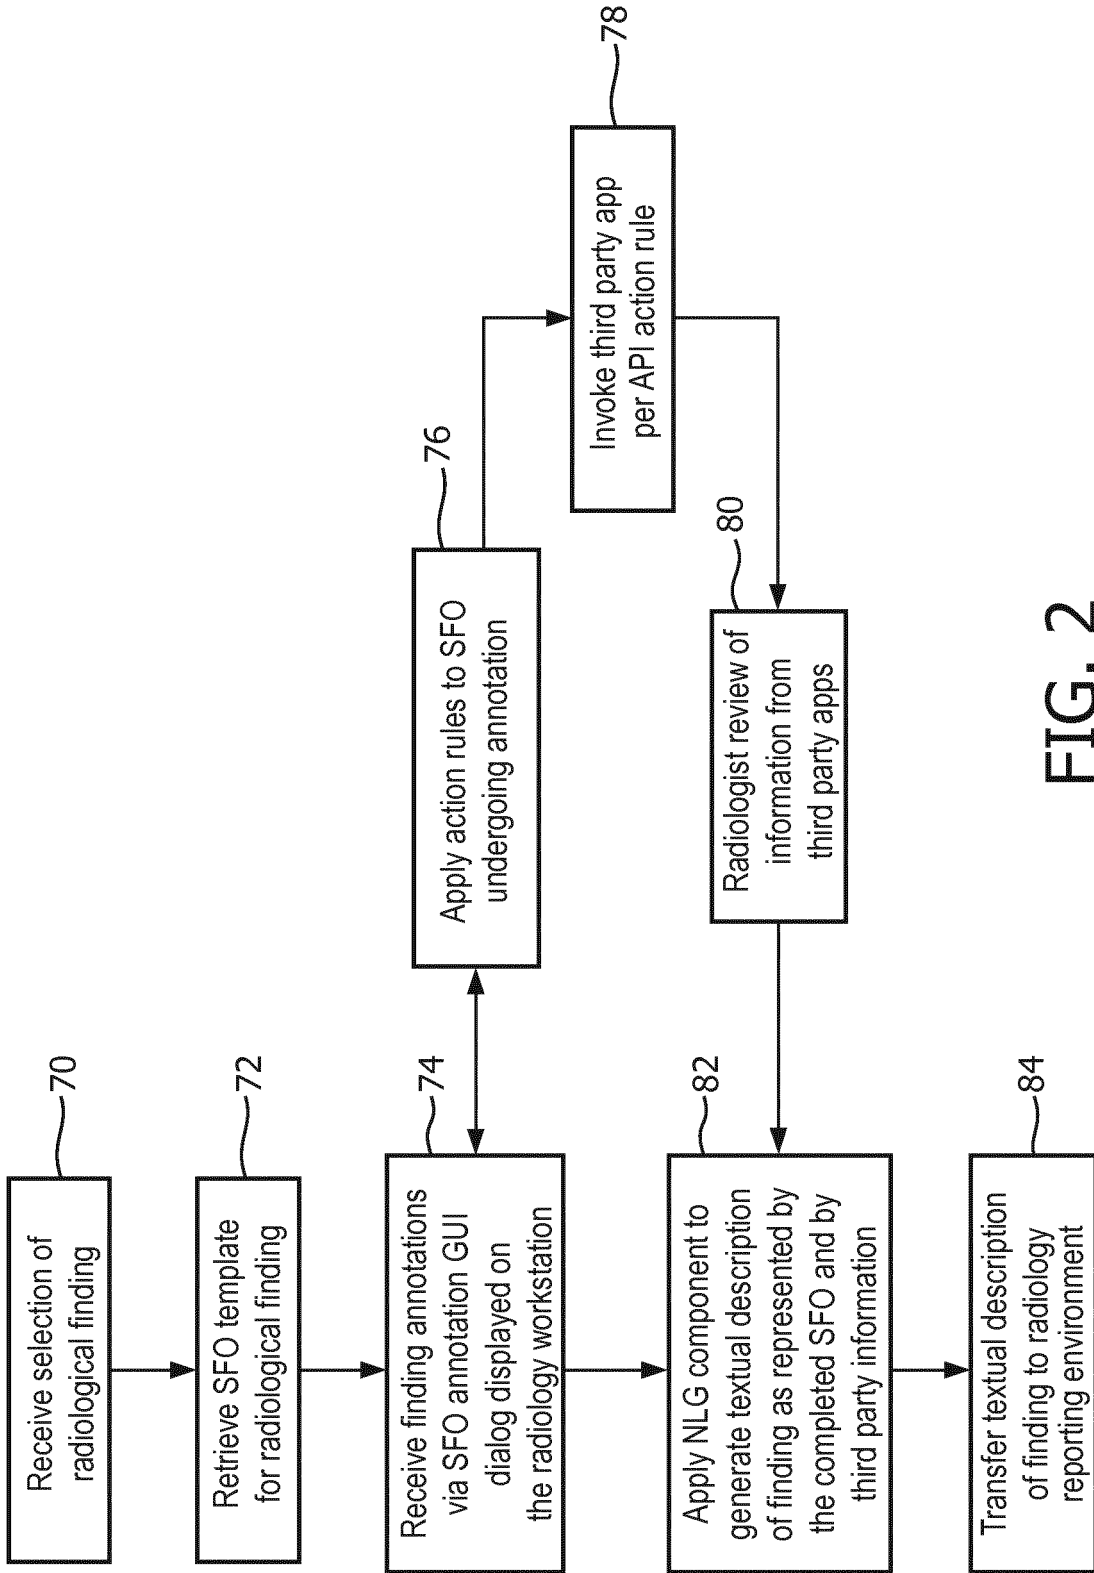 Receive selection of
radiological finding
70
Retrieve SFO template
for radiological finding
72
Receive finding annotations
via SFO annotation GUI
dialog displayed on
the radiology workstation
74
Apply action rules to SFO
undergoing annotation
76
Invoke third party app
per API action rule
78
Radiologist review of
information from
third party apps
80
Apply NLG component to
generate textual description
of finding as represented by
the completed SFO and by
third party information
82
Transfer textual description
of finding to radiology
reporting environment
84
FIG. 2